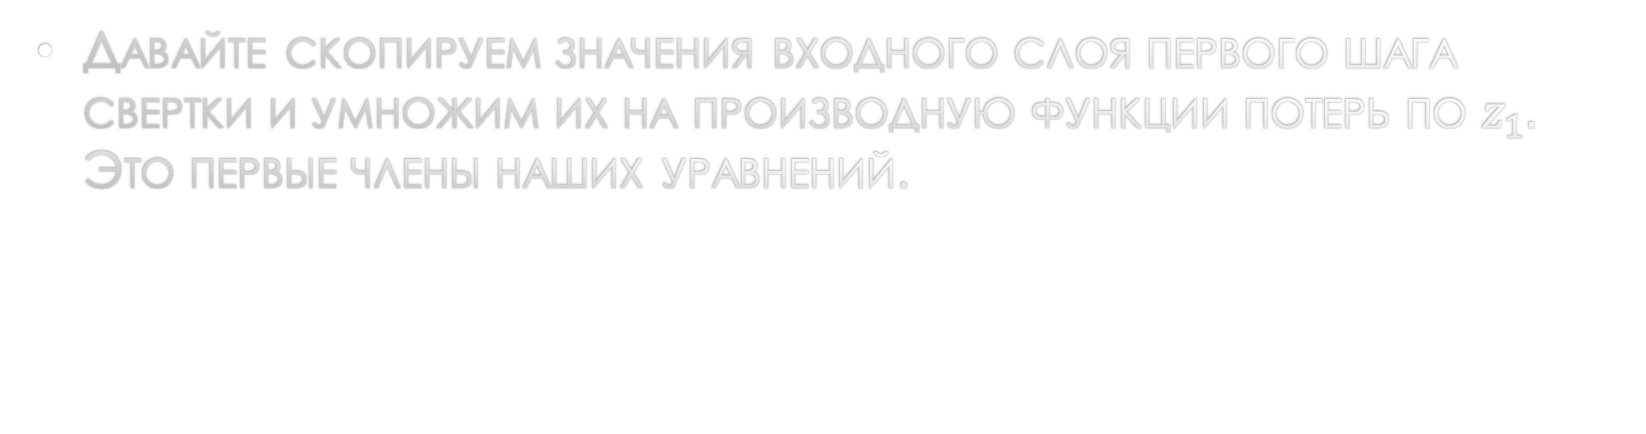 • Давайте скопируем значения входного слоя первого шага
свертки и умножим их на производную функции потерь по z₁.
Это первые члены наших уравнений.